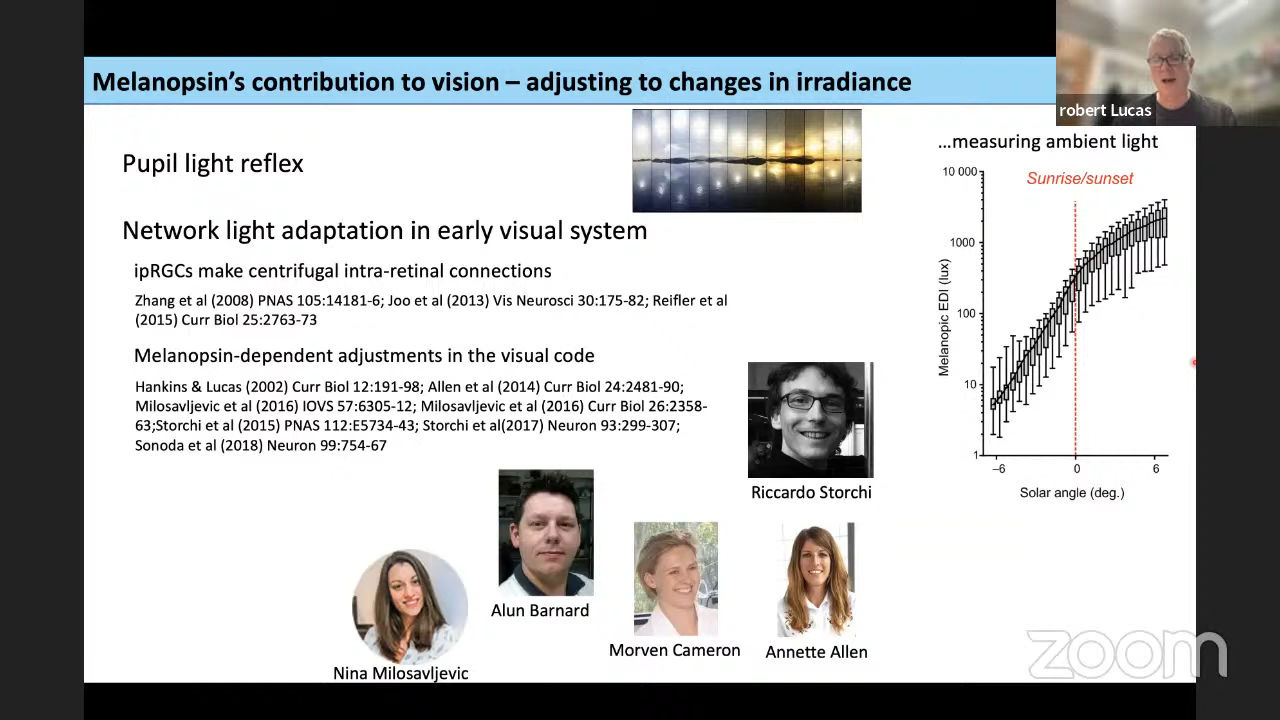 Melanopsin's contribution to vision – adjusting to changes in irradiance
robert Lucas
Pupil light reflex
Network light adaptation in early visual system
ipRGCs make centrifugal intra-retinal connections
Zhang et al (2008) PNAS 105:14181-6; Joo et al (2013) Vis Neurosci 30:175-82; Reifler et al
(2015) Curr Biol 25:2763-73
Melanopsin-dependent adjustments in the visual code
Hankins & Lucas (2002) Curr Biol 12:191-98; Allen et al (2014) Curr Biol 24:2481-90;
Milosavljevic et al (2016) IOVS 57:6305-12; Milosavljevic et al (2016) Curr Biol 26:2358-
63;Storchi et al (2015) PNAS 112:E5734-43; Storchi et al(2017) Neuron 93:299-307;
Sonoda et al (2018) Neuron 99:754-67
...measuring ambient light
Sunrise/sunset
10 000
1000
100
10
1
Melanopic EDI (lux)
−6 0 6
Solar angle (deg.)
Riccardo Storchi
Alun Barnard
Morven Cameron
Annette Allen
Nina Milosavljevic
zoom